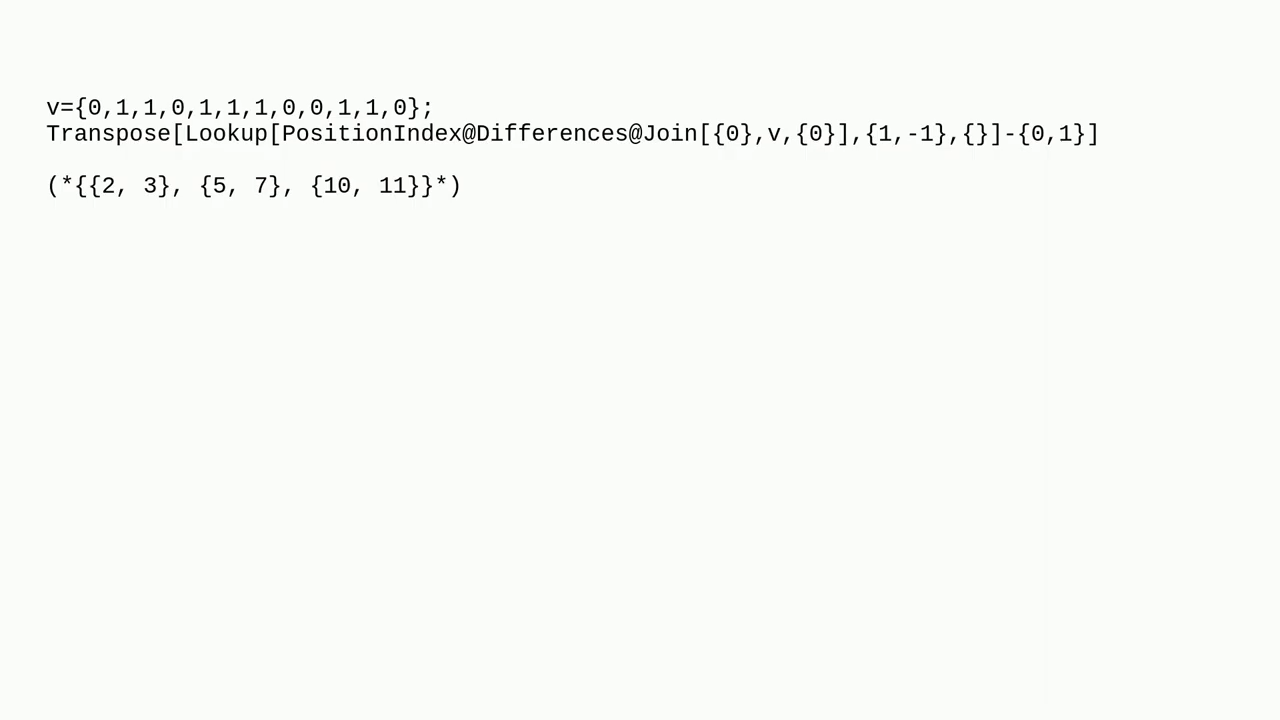 v={0,1,1,0,1,1,1,0,0,1,1,0};
Transpose[Lookup[PositionIndex@Differences@Join[{0},v,{0}],{1,-1},{}]-{0,1}]
(*{{2, 3}, {5, 7}, {10, 11}}*)